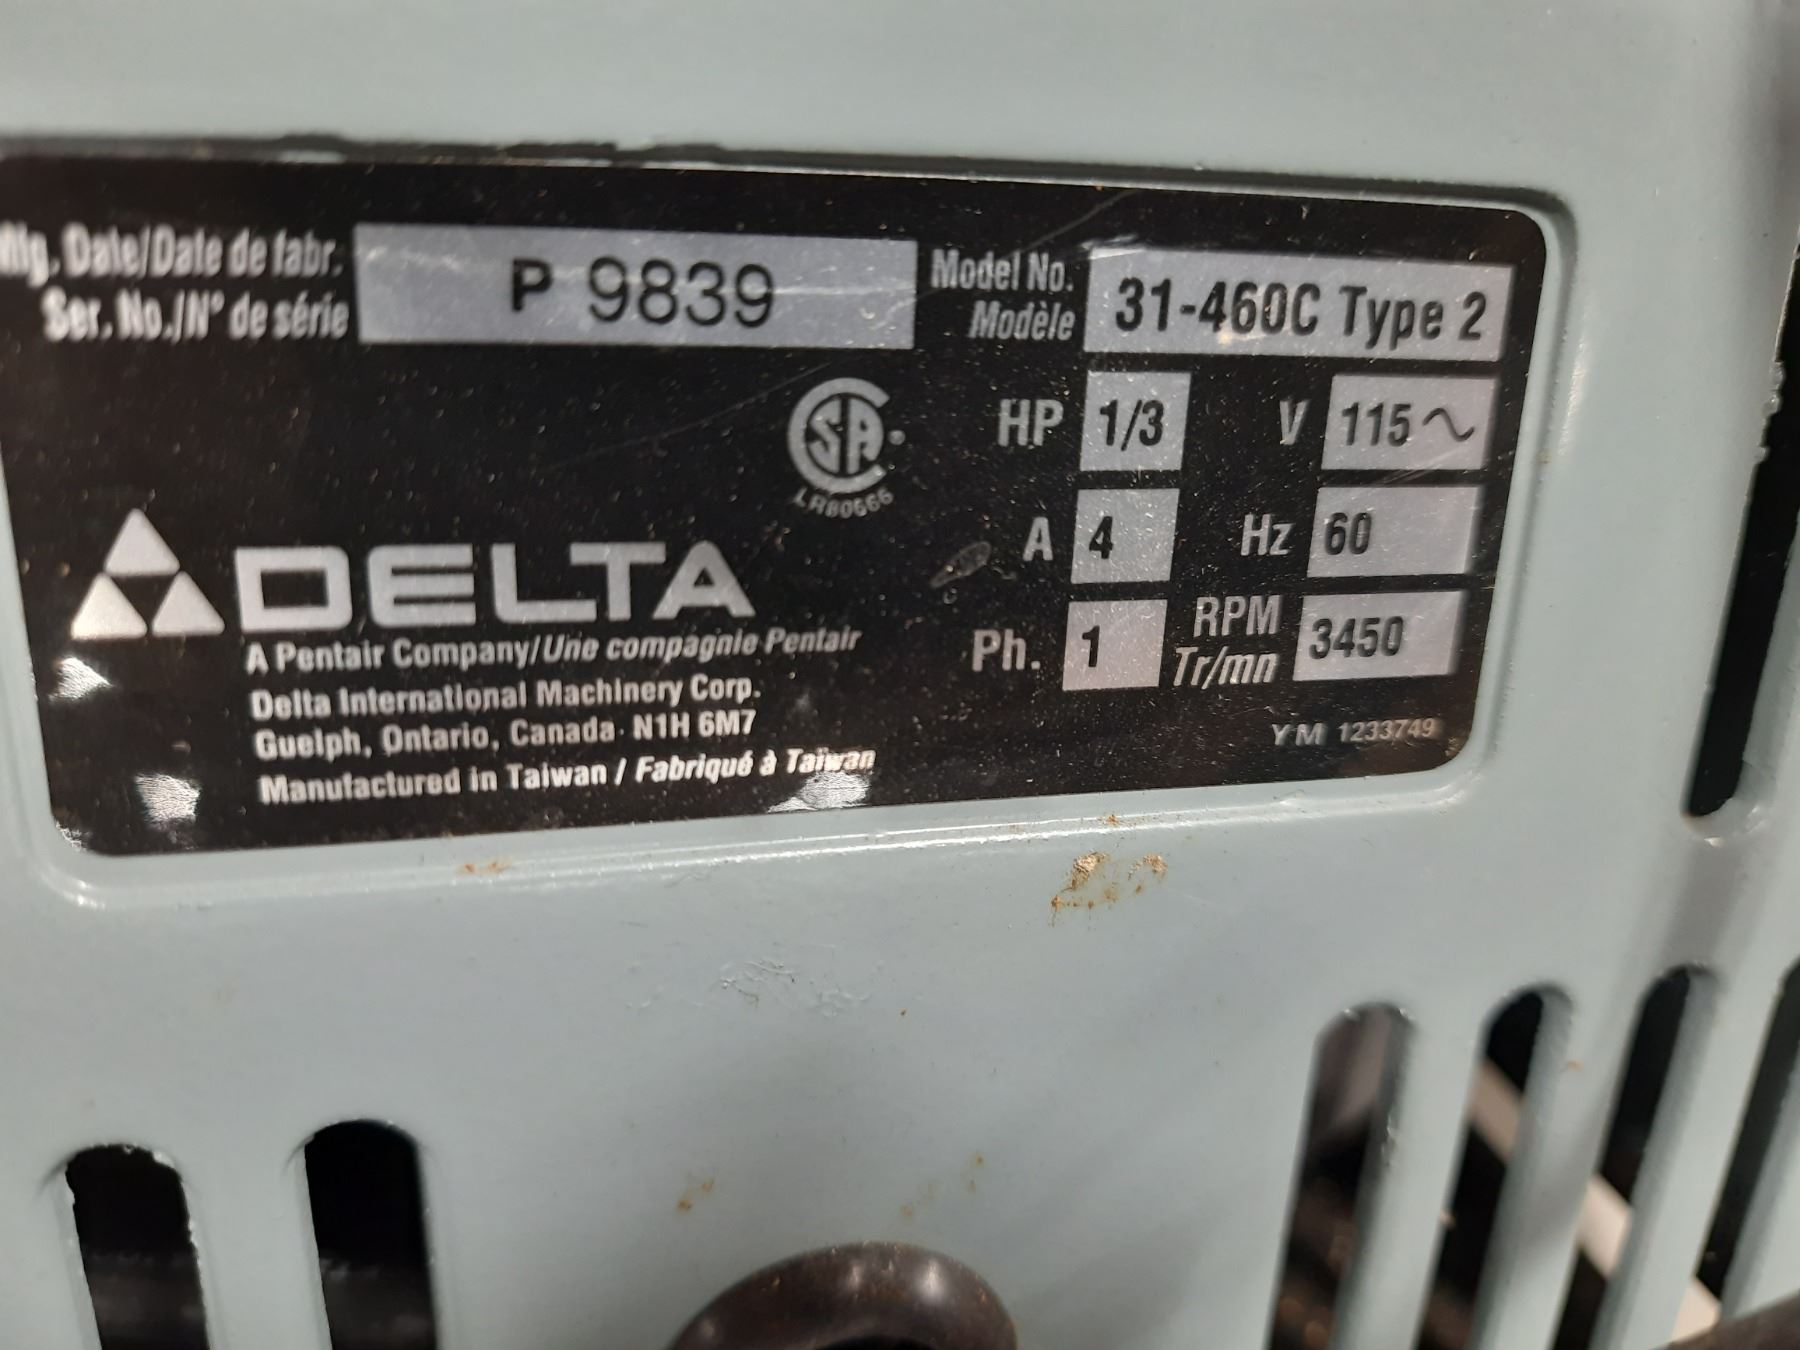 Mfg. Date/Date de fabr.
Ser. No./N° de série
P 9839
Model No.
Modèle
31-460C Type 2
HP 1/3 V 115~
A 4 Hz 60
Ph. 1 RPM
Tr/mn 3450
SA
LR80666
DELTA
A Pentair Company/Une compagnie Pentair
Delta International Machinery Corp.
Guelph, Ontario, Canada N1H 6M7
Manufactured in Taiwan / Fabriqué à Taiwan
YM 1233749